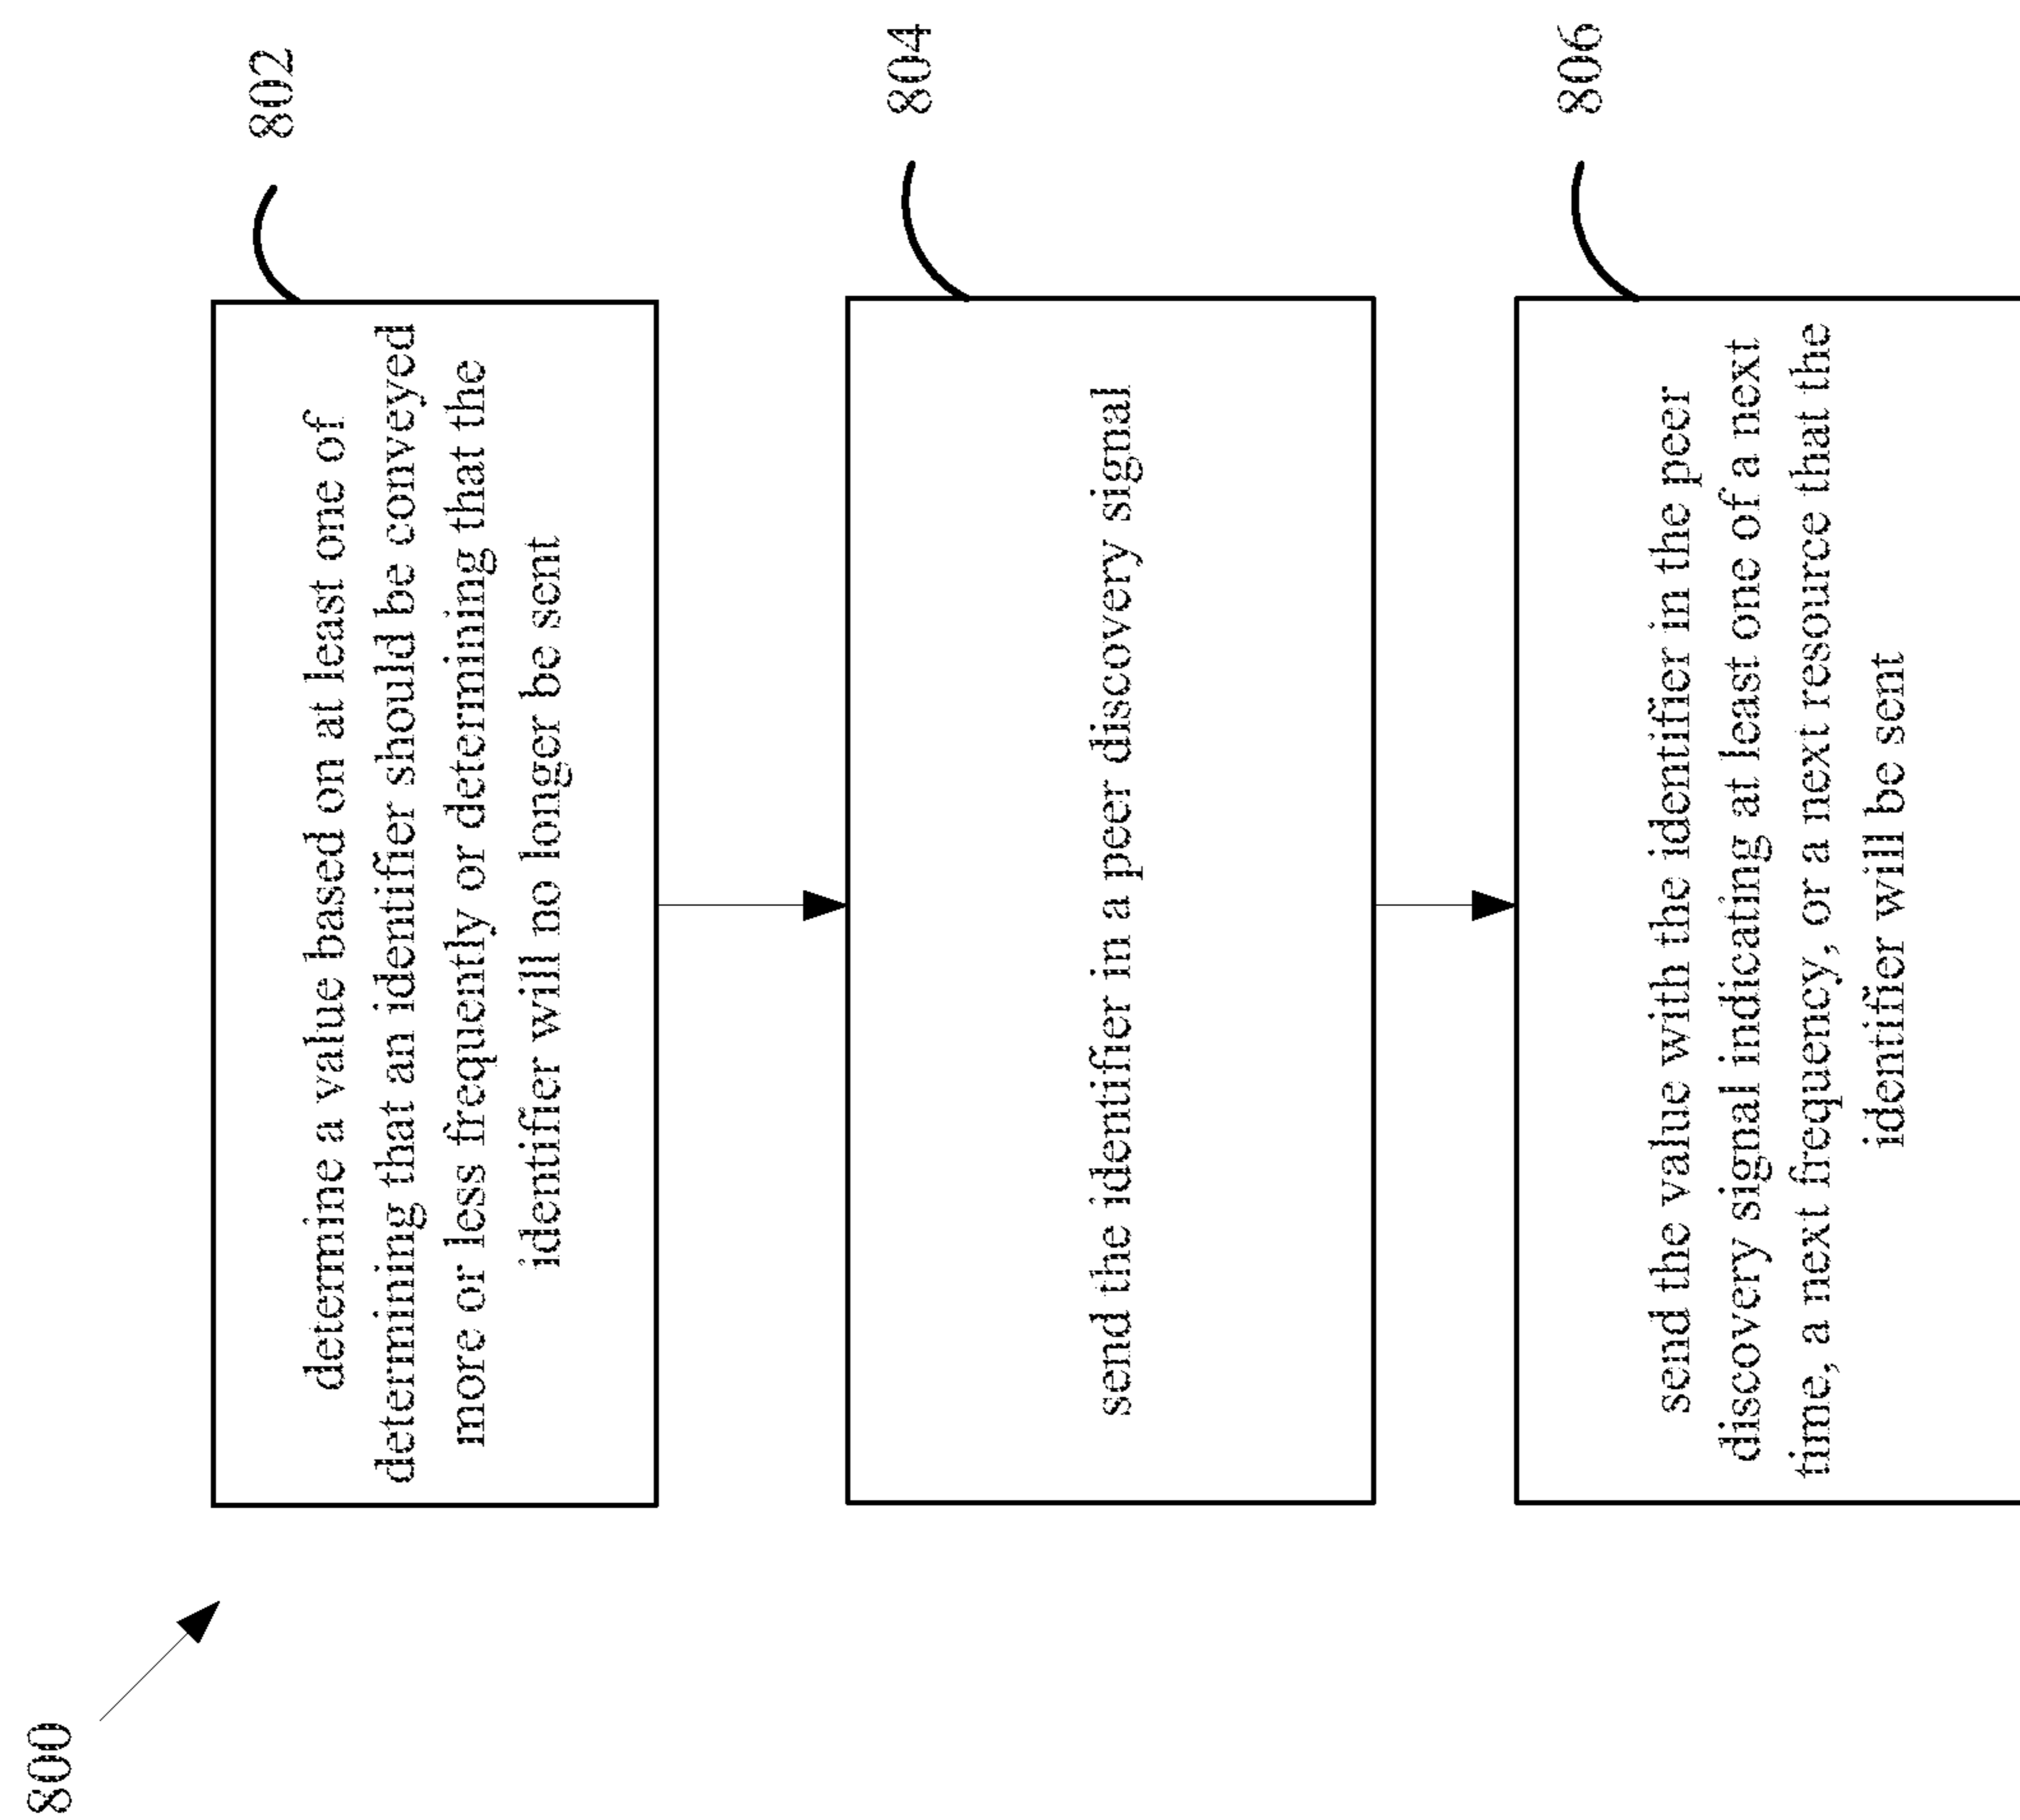 800
802
determine a value based on at least one of
determining that an identifier should be conveyed
more or less frequently or determining that the
identifier will no longer be sent
804
send the identifier in a peer discovery signal
806
send the value with the identifier in the peer
discovery signal indicating at least one of a next
time, a next frequency, or a next resource that the
identifier will be sent